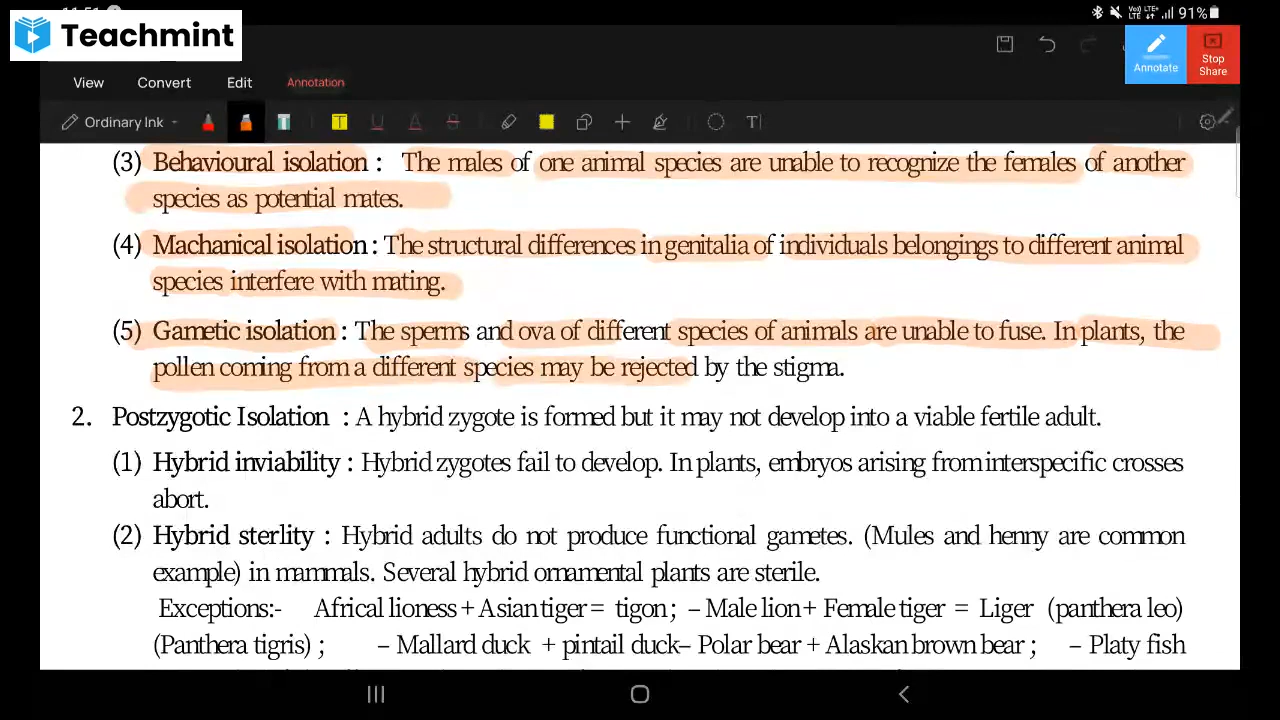 11:51
91%
Teachmint
Annotate
Stop
Share
View Convert Edit Annotation
Ordinary Ink
(3) Behavioural isolation : The males of one animal species are unable to recognize the females of another
species as potential mates.
(4) Machanical isolation : The structural differences in genitalia of individuals belongings to different animal
species interfere with mating.
(5) Gametic isolation : The sperms and ova of different species of animals are unable to fuse. In plants, the
pollen coming from a different species may be rejected by the stigma.
2. Postzygotic Isolation : A hybrid zygote is formed but it may not develop into a viable fertile adult.
(1) Hybrid inviability : Hybrid zygotes fail to develop. In plants, embryos arising from interspecific crosses
abort.
(2) Hybrid sterlity : Hybrid adults do not produce functional gametes. (Mules and henny are common
example) in mammals. Several hybrid ornamental plants are sterile.
Exceptions:- Africal lioness + Asian tiger = tigon ; – Male lion + Female tiger = Liger (panthera leo)
(Panthera tigris) ; – Mallard duck + pintail duck– Polar bear + Alaskan brown bear ; – Platy fish